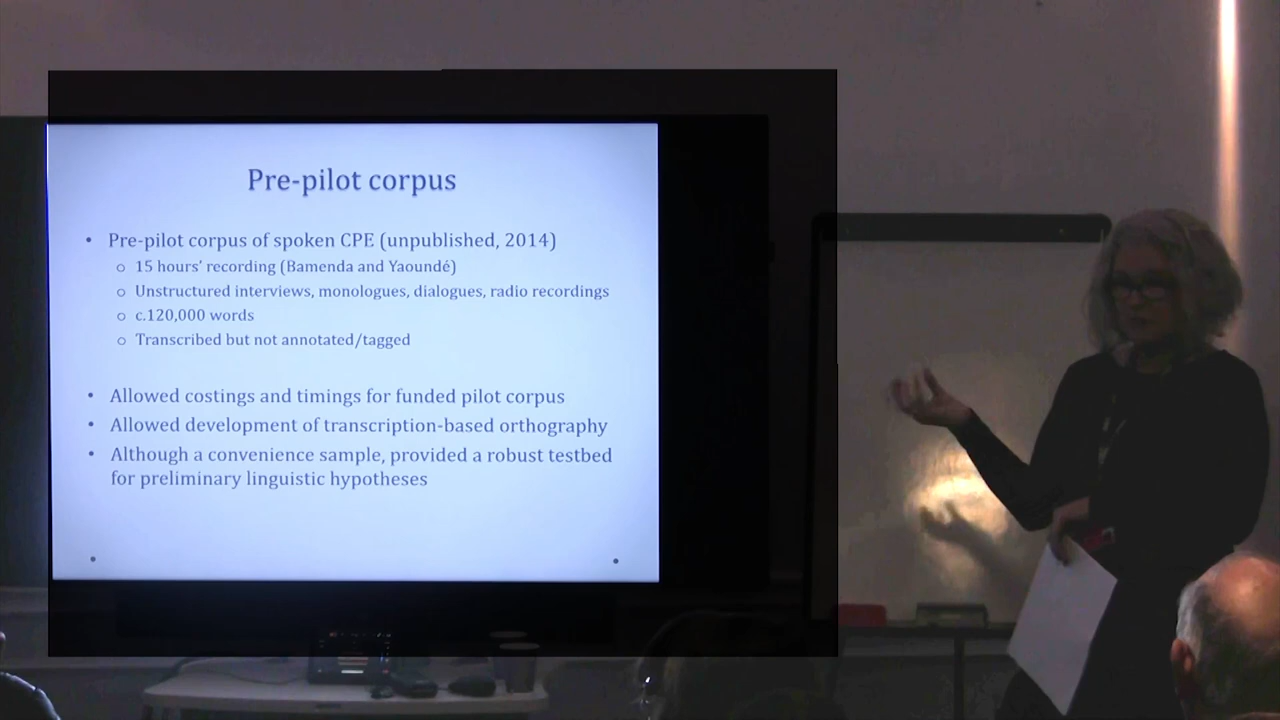 Pre-pilot corpus
• Pre-pilot corpus of spoken CPE (unpublished, 2014)
o 15 hours’ recording (Bamenda and Yaoundé)
o Unstructured interviews, monologues, dialogues, radio recordings
o c.120,000 words
o Transcribed but not annotated/tagged
• Allowed costings and timings for funded pilot corpus
• Allowed development of transcription-based orthography
• Although a convenience sample, provided a robust testbed
for preliminary linguistic hypotheses